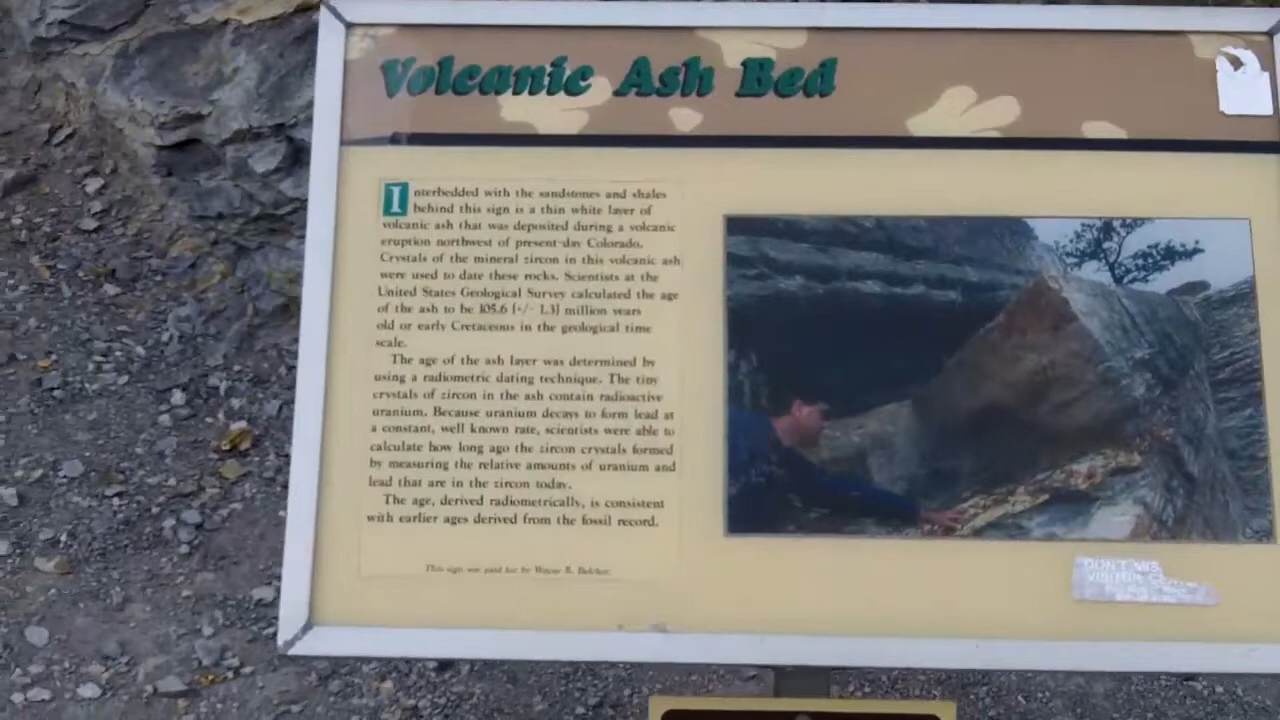 Volcanic Ash Bed
Interbedded with the sandstones and shales
behind this sign is a thin white layer of
volcanic ash that was deposited during a volcanic
eruption northwest of present-day Colorado.
Crystals of the mineral zircon in this volcanic ash
were used to date these rocks. Scientists at the
United States Geological Survey calculated the age
of the ash to be 105.6 (+/- 1.3) million years
old or early Cretaceous in the geological time
scale.
The age of the ash layer was determined by
using a radiometric dating technique. The tiny
crystals of zircon in the ash contain radioactive
uranium. Because uranium decays to form lead at
a constant, well known rate, scientists were able to
calculate how long ago the zircon crystals formed
by measuring the relative amounts of uranium and
lead that are in the zircon today.
The age, derived radiometrically, is consistent
with earlier ages derived from the fossil record.
This sign was paid for by Wayne R. Belcher.
DON'T
VISITOR